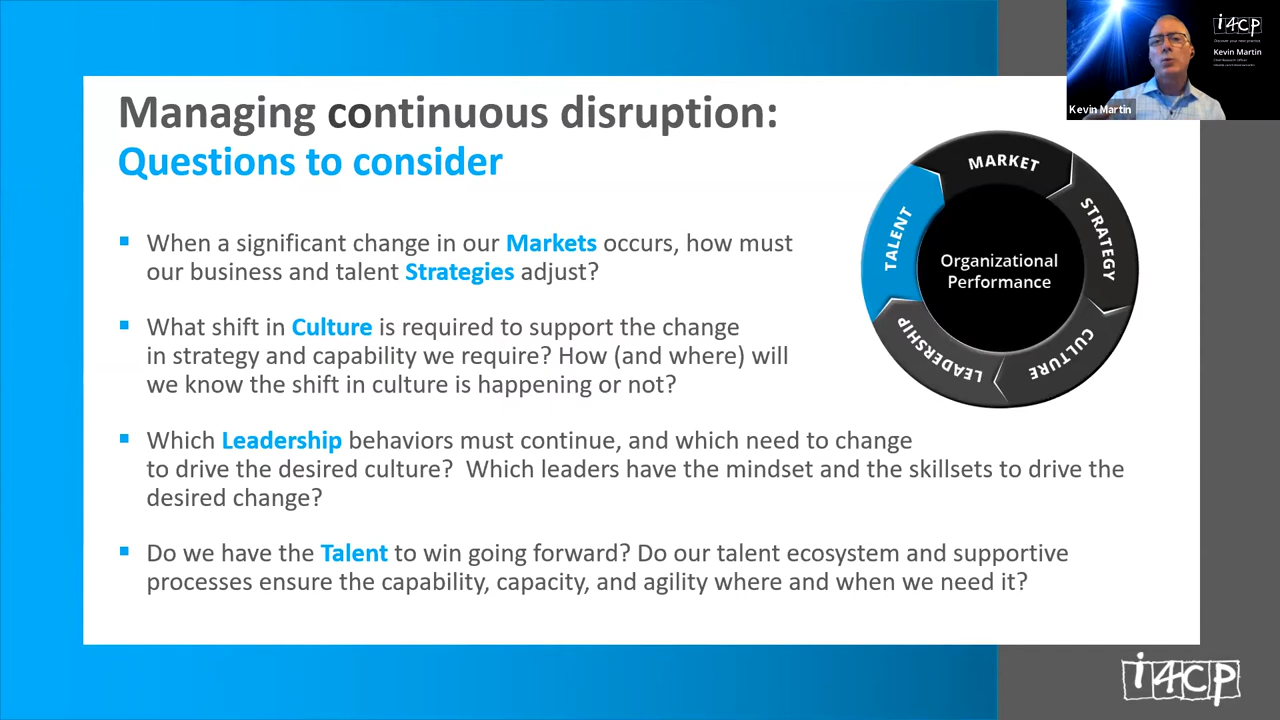 Managing continuous disruption:
Questions to consider
When a significant change in our Markets occurs, how must
our business and talent Strategies adjust?
What shift in Culture is required to support the change
in strategy and capability we require? How (and where) will
we know the shift in culture is happening or not?
Which Leadership behaviors must continue, and which need to change
to drive the desired culture?  Which leaders have the mindset and the skillsets to drive the
desired change?
Do we have the Talent to win going forward? Do our talent ecosystem and supportive
processes ensure the capability, capacity, and agility where and when we need it?
MARKET
STRATEGY
CULTURE
LEADERSHIP
TALENT
Organizational
Performance
i4cp
Kevin Martin
Chief Research Officer
Kevin Martin
i4cp